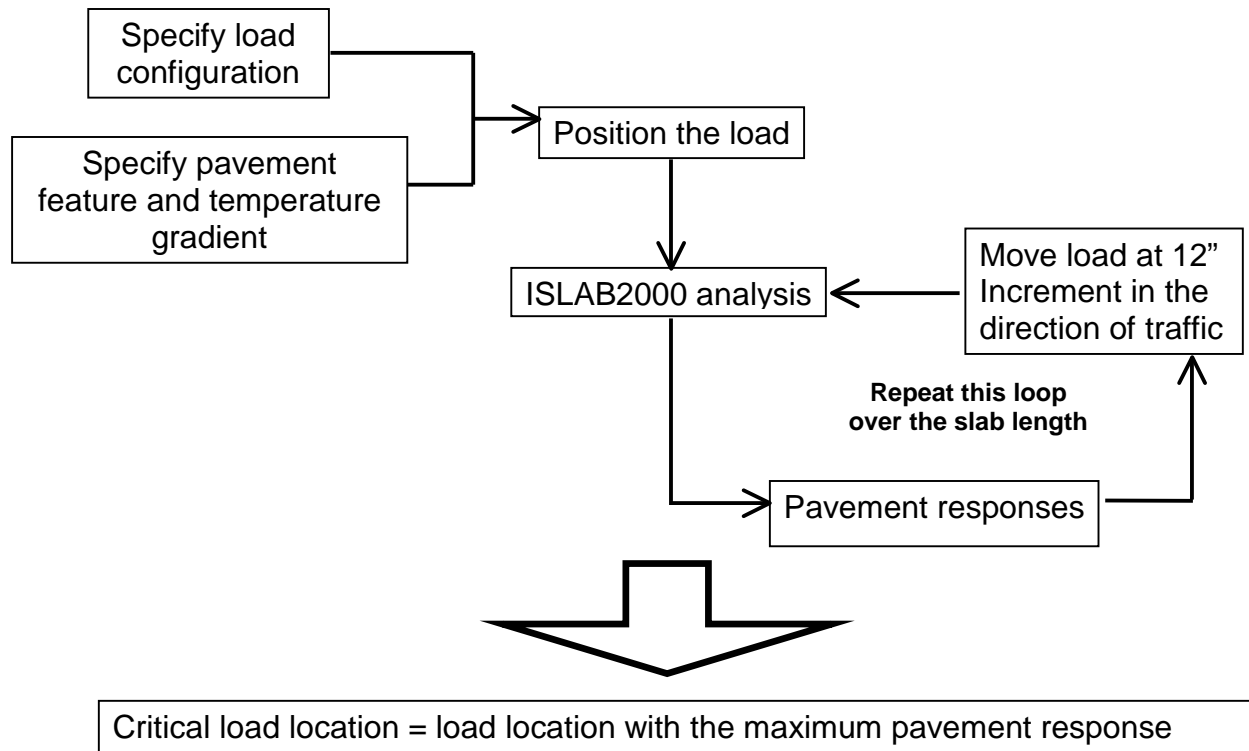 Specify load
configuration
Position the load
Specify pavement
feature and temperature
gradient
ISLAB2000 analysis
Move load at 12”
Increment in the
direction of traffic
Repeat this loop
over the slab length
Pavement responses
Critical load location = load location with the maximum pavement response